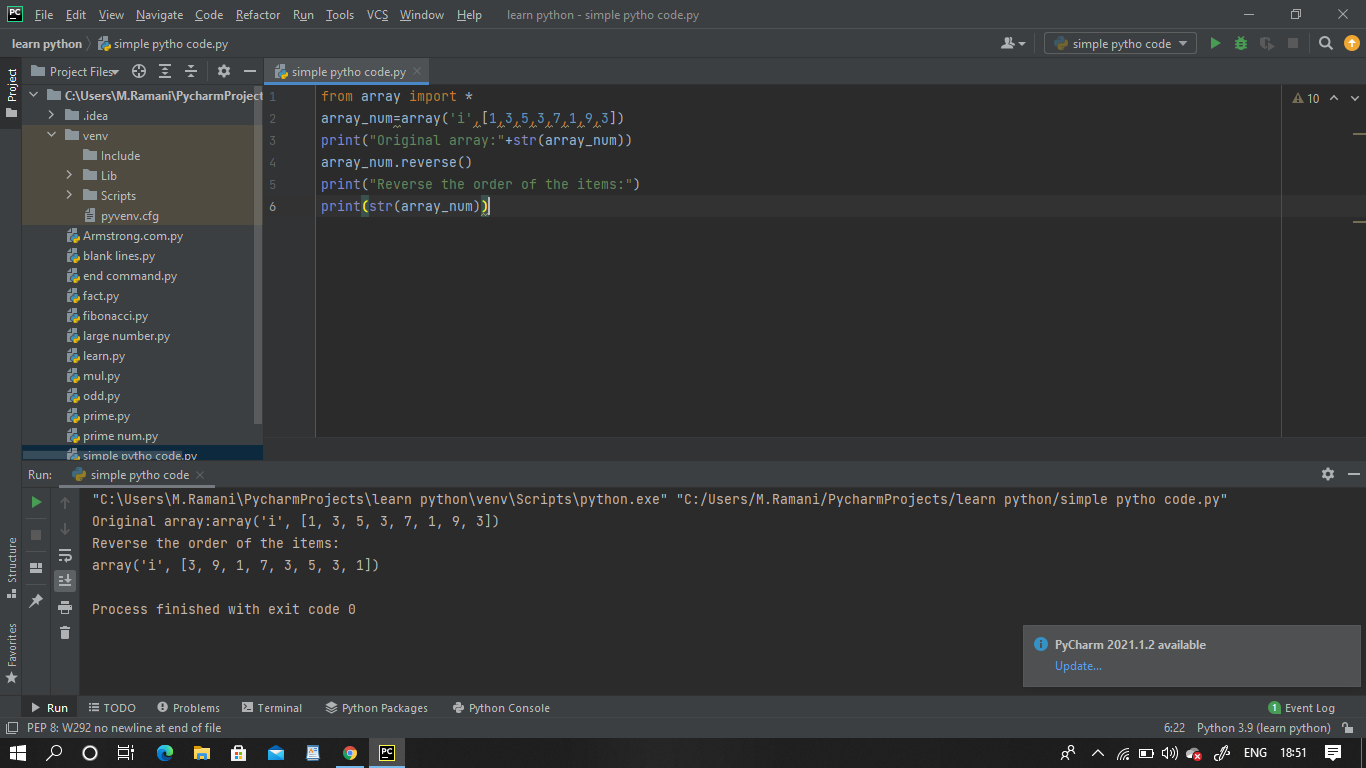 PC File Edit View Navigate Code Refactor Run Tools VCS Window Help learn python - simple pytho code.py
learn python simple pytho code.py simple pytho code
Project Project Files simple pytho code.py
C:\Users\M.Ramani\PycharmProject
.idea
venv
Include
Lib
Scripts
pyvenv.cfg
Armstrong.com.py
blank lines.py
end command.py
fact.py
fibonacci.py
large number.py
learn.py
mul.py
odd.py
prime.py
prime num.py
simple pytho code.py
1 from array import *
2 array_num=array('i',[1,3,5,3,7,1,9,3])
3 print("Original array:"+str(array_num))
4 array_num.reverse()
5 print("Reverse the order of the items:")
6 print(str(array_num))
10
Run: simple pytho code
"C:\Users\M.Ramani\PycharmProjects\learn python\venv\Scripts\python.exe" "C:/Users/M.Ramani/PycharmProjects/learn python/simple pytho code.py"
Original array:array('i', [1, 3, 5, 3, 7, 1, 9, 3])
Reverse the order of the items:
array('i', [3, 9, 1, 7, 3, 5, 3, 1])
Process finished with exit code 0
Structure
Favorites
PyCharm 2021.1.2 available
Update...
Run TODO Problems Terminal Python Packages Python Console 1 Event Log
PEP 8: W292 no newline at end of file 6:22 Python 3.9 (learn python)
PC ENG 18:51